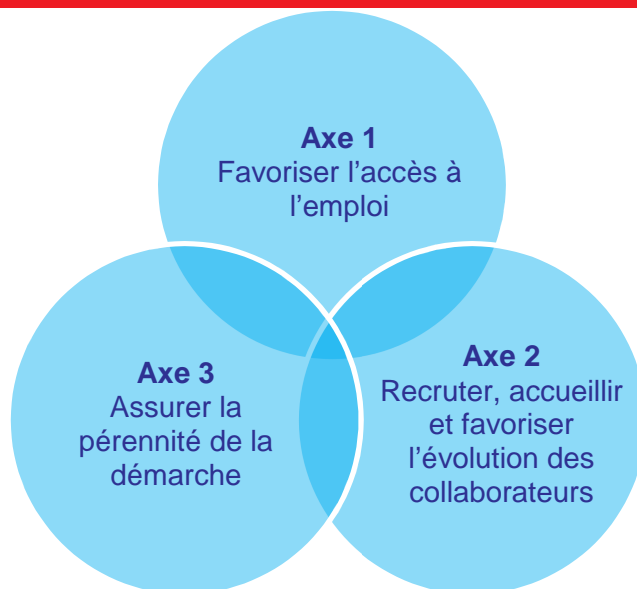 Axe 1
Favoriser l’accès à
l’emploi
Axe 3
Assurer la
pérennité de la
démarche
Axe 2
Recruter, accueillir
et favoriser
l’évolution des
collaborateurs